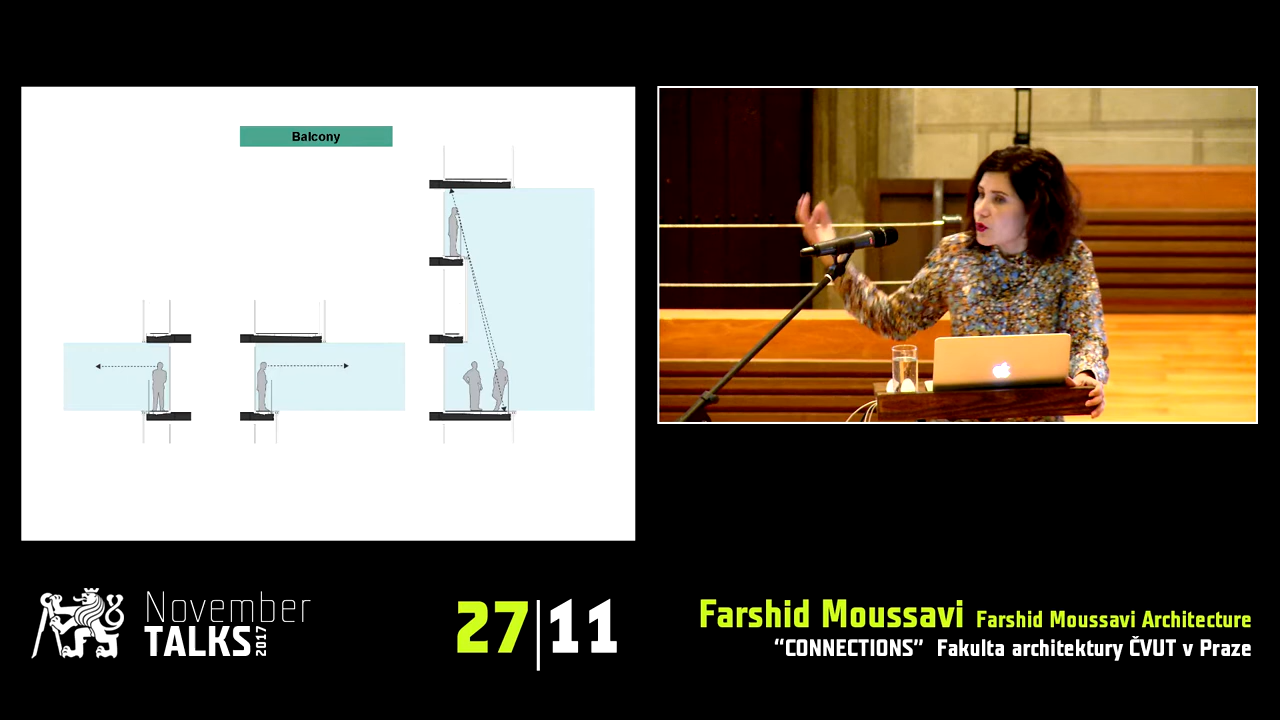 Balcony
November
TALKS 2017
27|11
Farshid Moussavi Farshid Moussavi Architecture
“CONNECTIONS” Fakulta architektury ČVUT v Praze